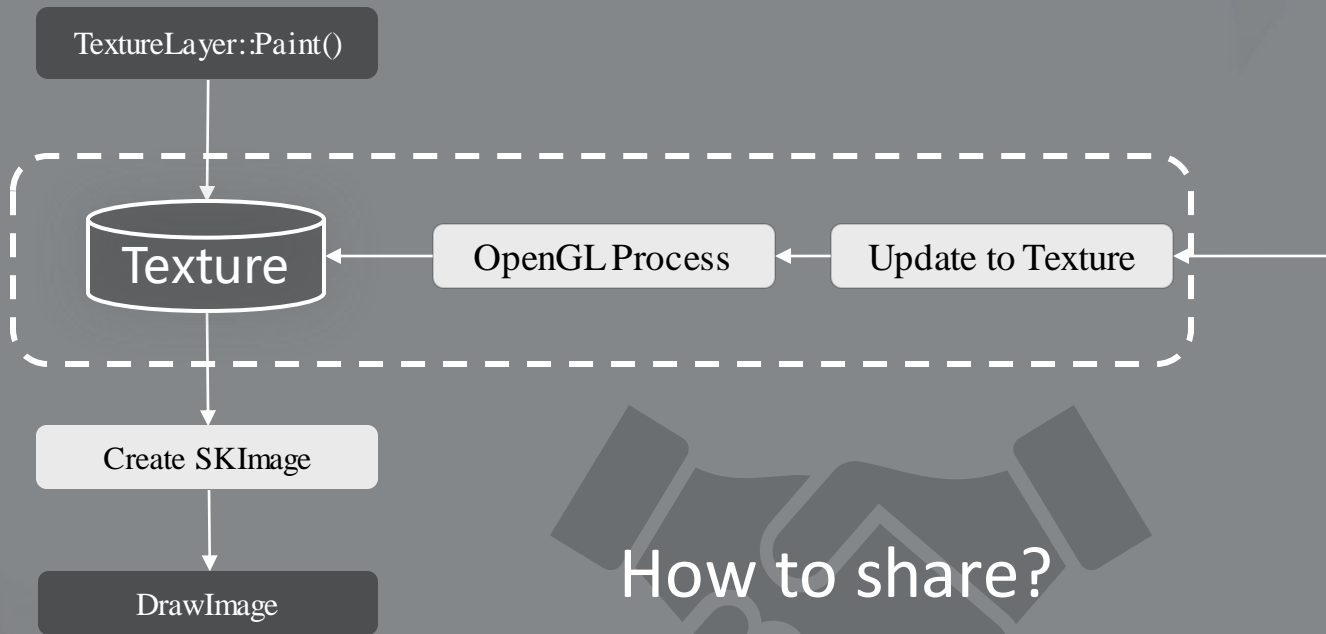 TextureLayer::Paint()
Texture
OpenGL Process
Update to Texture
Create SKImage
How to share?
DrawImage